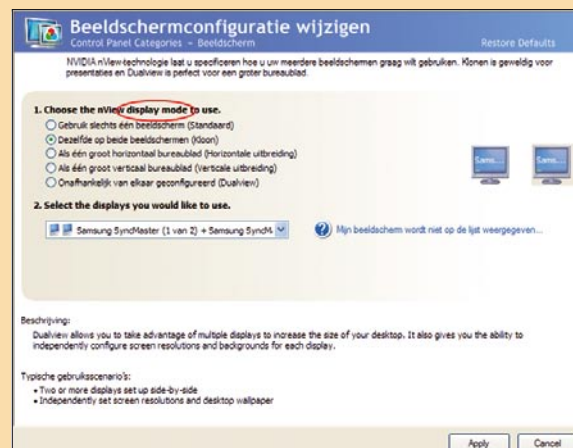 Beeldschermconfiguratie wijzigen
Control Panel Categories - Beeldscherm
Restore Defaults
NVIDIA nView-technologie laat u specificeren hoe u uw meerdere beeldschermen graag wilt gebruiken. Klonen is geweldig voor
presentaties en Dualview is perfect voor een groter bureaublad.
1. Choose the nView display mode to use.
Gebruik slechts één beeldscherm (Standaard)
Dezelfde op beide beeldschermen (Kloon)
Als één groot horizontaal bureaublad (Horizontale uitbreiding)
Als één groot verticaal bureaublad (Verticale uitbreiding)
Onafhankelijk van elkaar geconfigureerd (Dualview)
Sams...
Sams...
2. Select the displays you would like to use.
Samsung SyncMaster (1 van 2) + Samsung SyncM
Mijn beeldscherm wordt niet op de lijst weergegeven...
Beschrijving:
Dualview allows you to take advantage of multiple displays to increase the size of your desktop. It also gives you the ability to
independently configure screen resolutions and backgrounds for each display.
Typische gebruiksscenario's:
• Two or more displays set up side-by-side
• Independently set screen resolutions and desktop wallpaper
Apply
Cancel